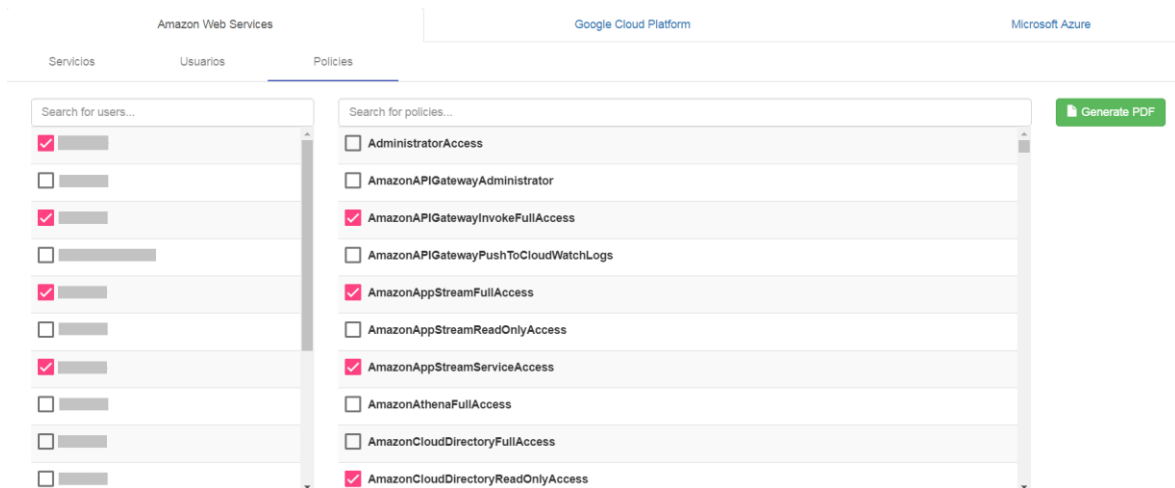 Amazon Web Services Google Cloud Platform Microsoft Azure
Servicios Usuarios Policies
Search for users... Search for policies... Generate PDF
AdministratorAccess
AmazonAPIGatewayAdministrator
AmazonAPIGatewayInvokeFullAccess
AmazonAPIGatewayPushToCloudWatchLogs
AmazonAppStreamFullAccess
AmazonAppStreamReadOnlyAccess
AmazonAppStreamServiceAccess
AmazonAthenaFullAccess
AmazonCloudDirectoryFullAccess
AmazonCloudDirectoryReadOnlyAccess